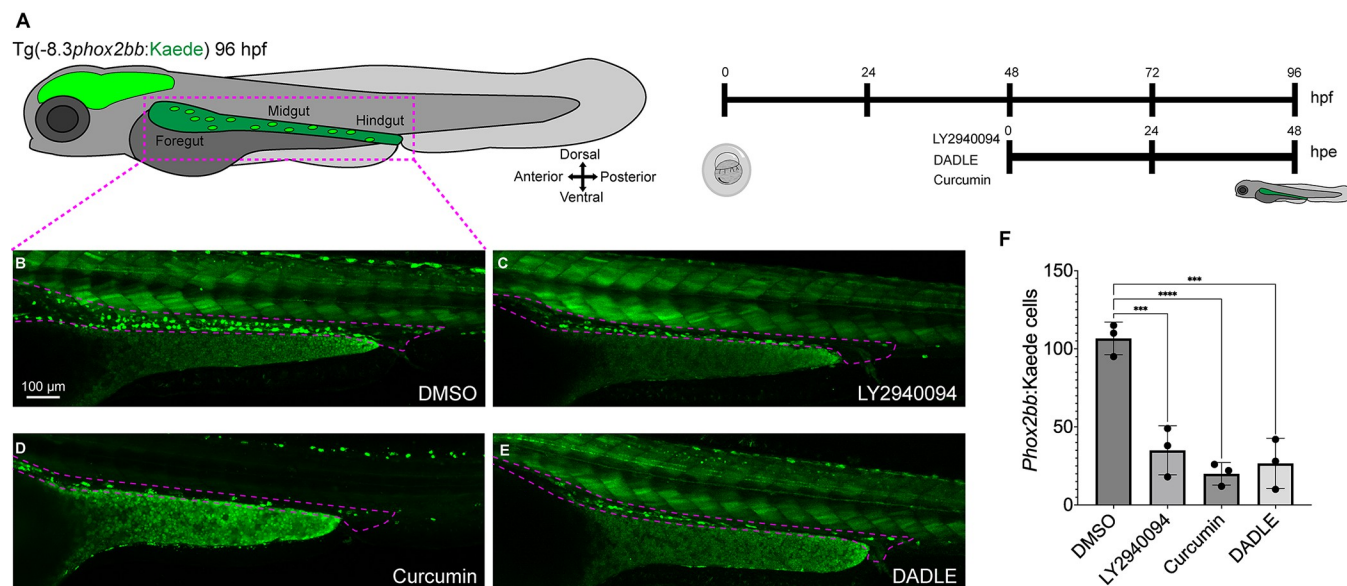 A
Tg(-8.3phox2bb:Kaede) 96 hpf
Midgut
Hindgut
Foregut
Dorsal
Anterior Posterior
Ventral
0 24 48 72 96
hpf
0 24 48
hpe
LY2940094
DADLE
Curcumin
B
100 µm
DMSO
C
LY2940094
D
Curcumin
E
DADLE
F
Phox2bb:Kaede cells
150
100
50
0
***
****
***
DMSO
LY2940094
Curcumin
DADLE